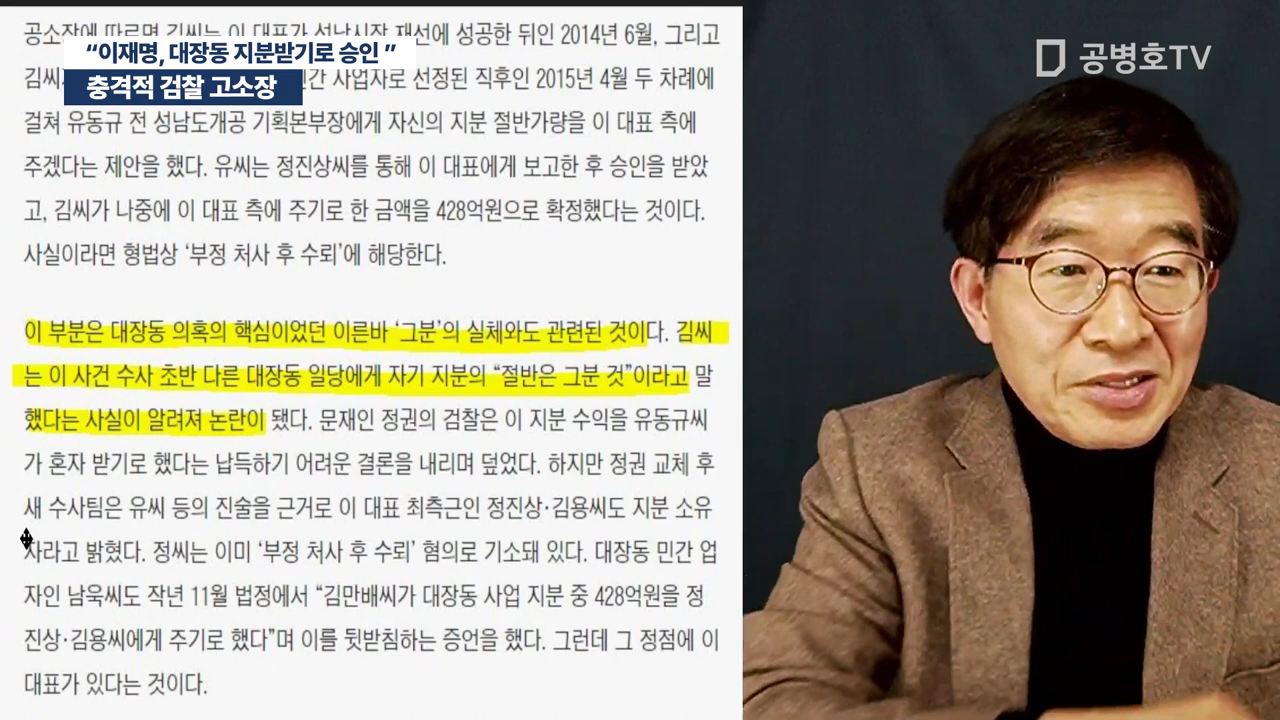 공소장에 따르면 김씨는 이 대표가 성남시장 재선에 성공한 뒤인 2014년 6월, 그리고
“이재명, 대장동 지분받기로 승인 ”
충격적 검찰 고소장
김씨 간 사업자로 선정된 직후인 2015년 4월 두 차례에
걸쳐 유동규 전 성남도개공 기획본부장에게 자신의 지분 절반가량을 이 대표 측에
주겠다는 제안을 했다. 유씨는 정진상씨를 통해 이 대표에게 보고한 후 승인을 받았
고, 김씨가 나중에 이 대표 측에 주기로 한 금액을 428억원으로 확정했다는 것이다.
사실이라면 형법상 ‘부정 처사 후 수뢰’에 해당한다.
이 부분은 대장동 의혹의 핵심이었던 이른바 ‘그분’의 실체와도 관련된 것이다. 김씨
는 이 사건 수사 초반 다른 대장동 일당에게 자기 지분의 “절반은 그분 것”이라고 말
했다는 사실이 알려져 논란이 됐다. 문재인 정권의 검찰은 이 지분 수익을 유동규씨
가 혼자 받기로 했다는 납득하기 어려운 결론을 내리며 덮었다. 하지만 정권 교체 후
새 수사팀은 유씨 등의 진술을 근거로 이 대표 최측근인 정진상·김용씨도 지분 소유
자라고 밝혔다. 정씨는 이미 ‘부정 처사 후 수뢰’ 혐의로 기소돼 있다. 대장동 민간 업
자인 남욱씨도 작년 11월 법정에서 “김만배씨가 대장동 사업 지분 중 428억원을 정
진상·김용씨에게 주기로 했다”며 이를 뒷받침하는 증언을 했다. 그런데 그 정점에 이
대표가 있다는 것이다.
공병호TV